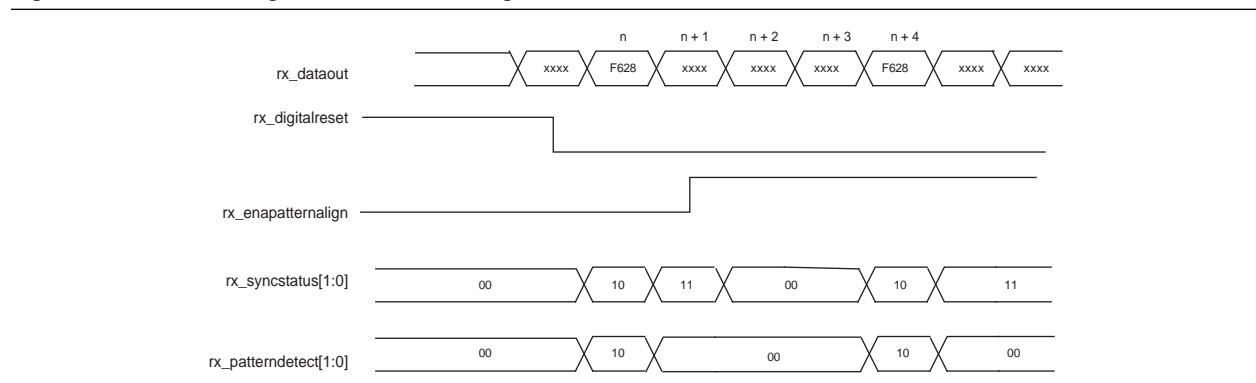 n n + 1 n + 2 n + 3 n + 4
rx_dataout xxxx F628 xxxx xxxx xxxx F628 xxxx xxxx
rx_digitalreset
rx_enapatternalign
rx_syncstatus[1:0] 00 10 11 00 10 11
rx_patterndetect[1:0] 00 10 00 10 00